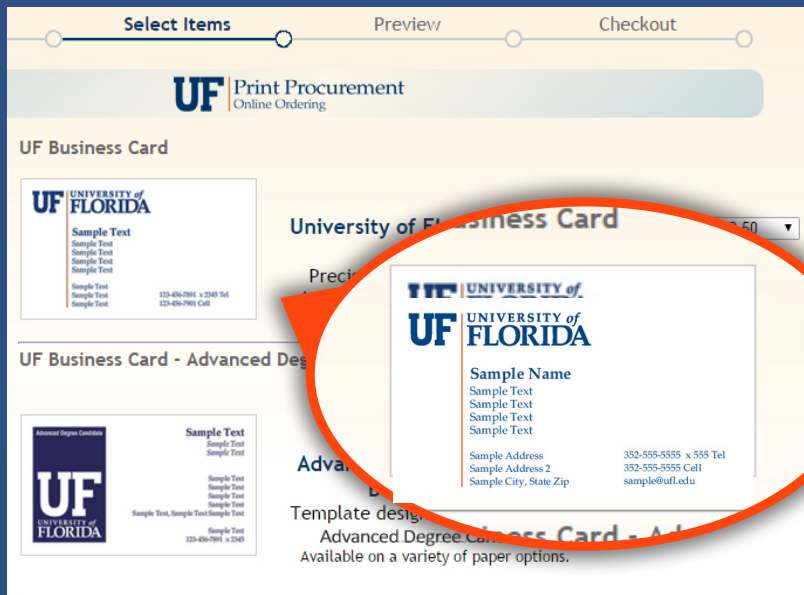 Select Items
Preview
Checkout
UF Print Procurement
Online Ordering
UF Business Card
UF UNIVERSITY of
FLORIDA
Sample Text
Sample Text
Sample Text
Sample Text
Sample Text
Sample Text
Sample Text 123-456-7891 x 2345 Tel
Sample Text 123-456-7901 Cell
University of
50
UF Business Card - Advanced
Advanced Degree Candidate
UF
UNIVERSITY of
FLORIDA
Sample Text
Sample Text
Sample Text
Sample Text
Sample Text
Sample Text
Sample Text
Sample Text, Sample Text Sample Text
Sample Text
123-456-7891 x 2345
Template
Advanced Degree
Available on a variety of paper options.
Card
UNIVERSITY of
UF UNIVERSITY of
FLORIDA
Sample Name
Sample Text
Sample Text
Sample Text
Sample Text
Sample Address 352-555-5555 x 555 Tel
Sample Address 2 352-555-5555 Cell
Sample City, State Zip sample@ufl.edu
Card -